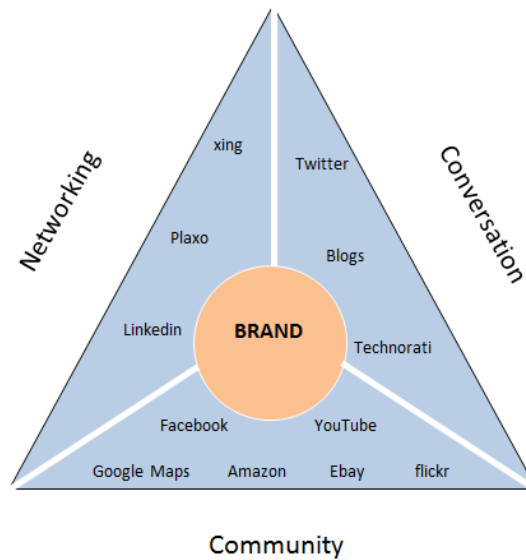 Networking
Conversation
xing
Twitter
Plaxo
Blogs
Linkedin
BRAND
Technorati
Facebook
YouTube
Google Maps
Amazon
Ebay
flickr
Community